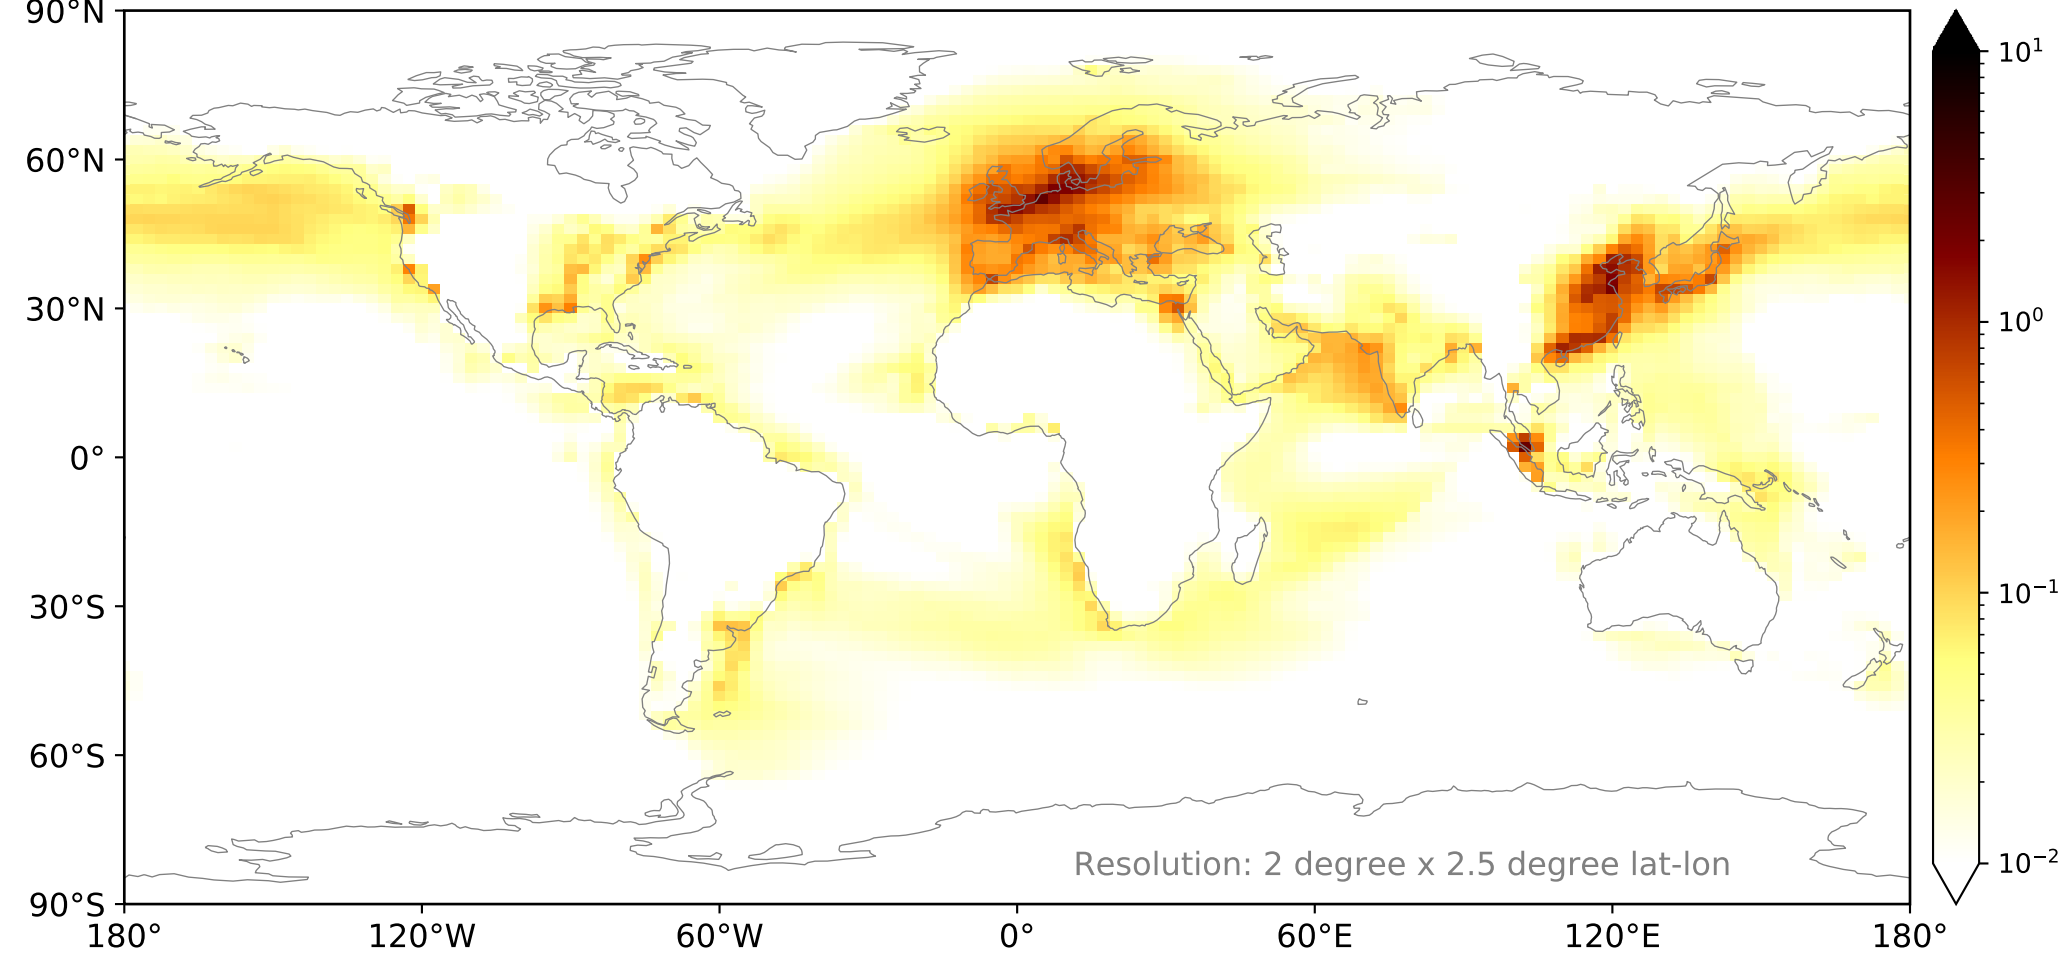 90°N
60°N
30°N
0°
30°S
60°S
90°S
180° 120°W 60°W 0° 60°E 120°E 180°
Resolution: 2 degree x 2.5 degree lat-lon
10¹
10⁰
10⁻¹
10⁻²